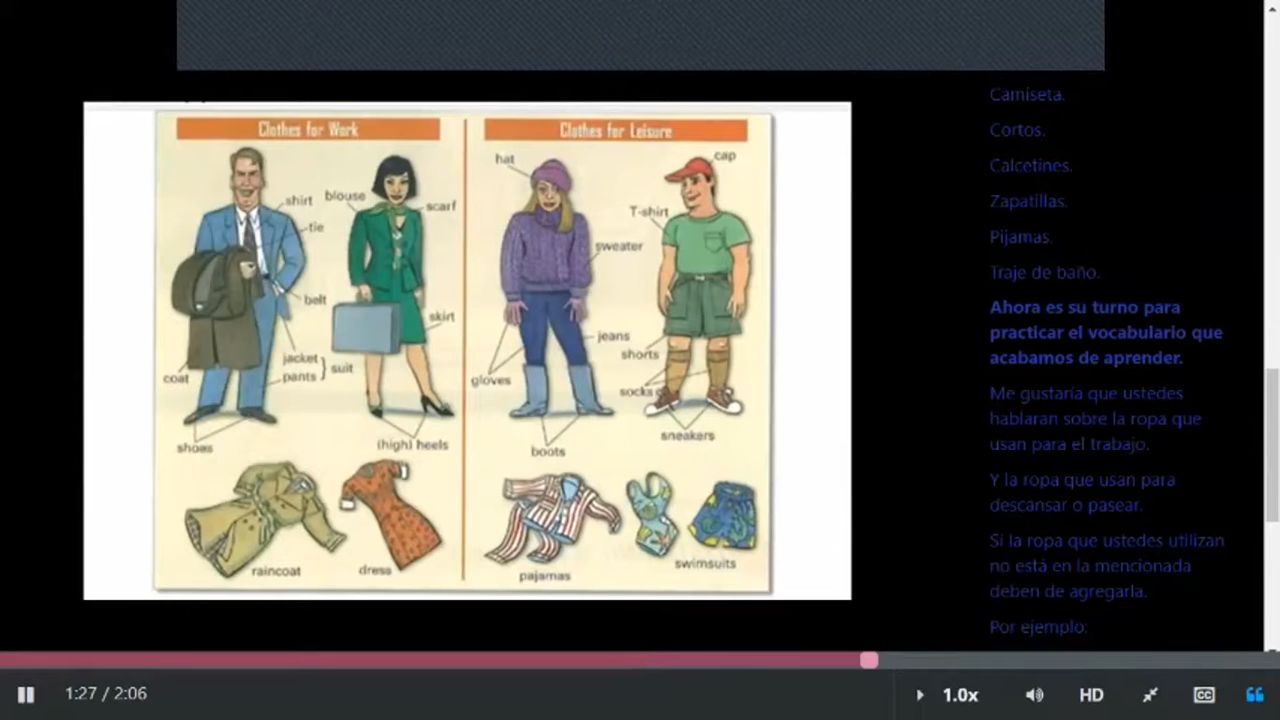 Clothes for Work
Clothes for Leisure
shirt
tie
belt
jacket
pants
suit
coat
shoes
blouse
scarf
skirt
(high) heels
raincoat
dress
hat
sweater
jeans
gloves
boots
cap
T-shirt
shorts
socks
sneakers
pajamas
swimsuits
Camiseta.
Cortos.
Calcetines.
Zapatillas.
Pijamas.
Traje de baño.
Ahora es su turno para
practicar el vocabulario que
acabamos de aprender.
Me gustaría que ustedes
hablaran sobre la ropa que
usan para el trabajo.
Y la ropa que usan para
descansar o pasear.
Si la ropa que ustedes utilizan
no está en la mencionada
deben de agregarla.
Por ejemplo:
1:27 / 2:06
1.0x
HD
CC